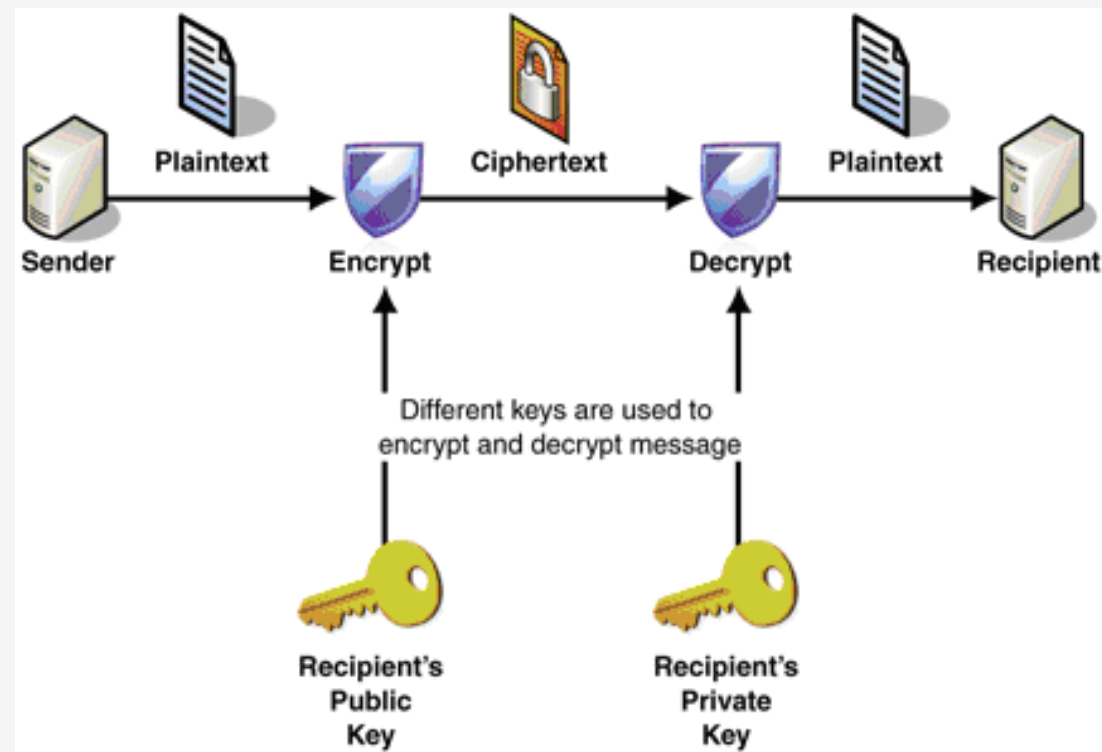 Plaintext
Ciphertext
Plaintext
Sender
Encrypt
Decrypt
Recipient
Different keys are used to
encrypt and decrypt message
Recipient's
Public
Key
Recipient's
Private
Key